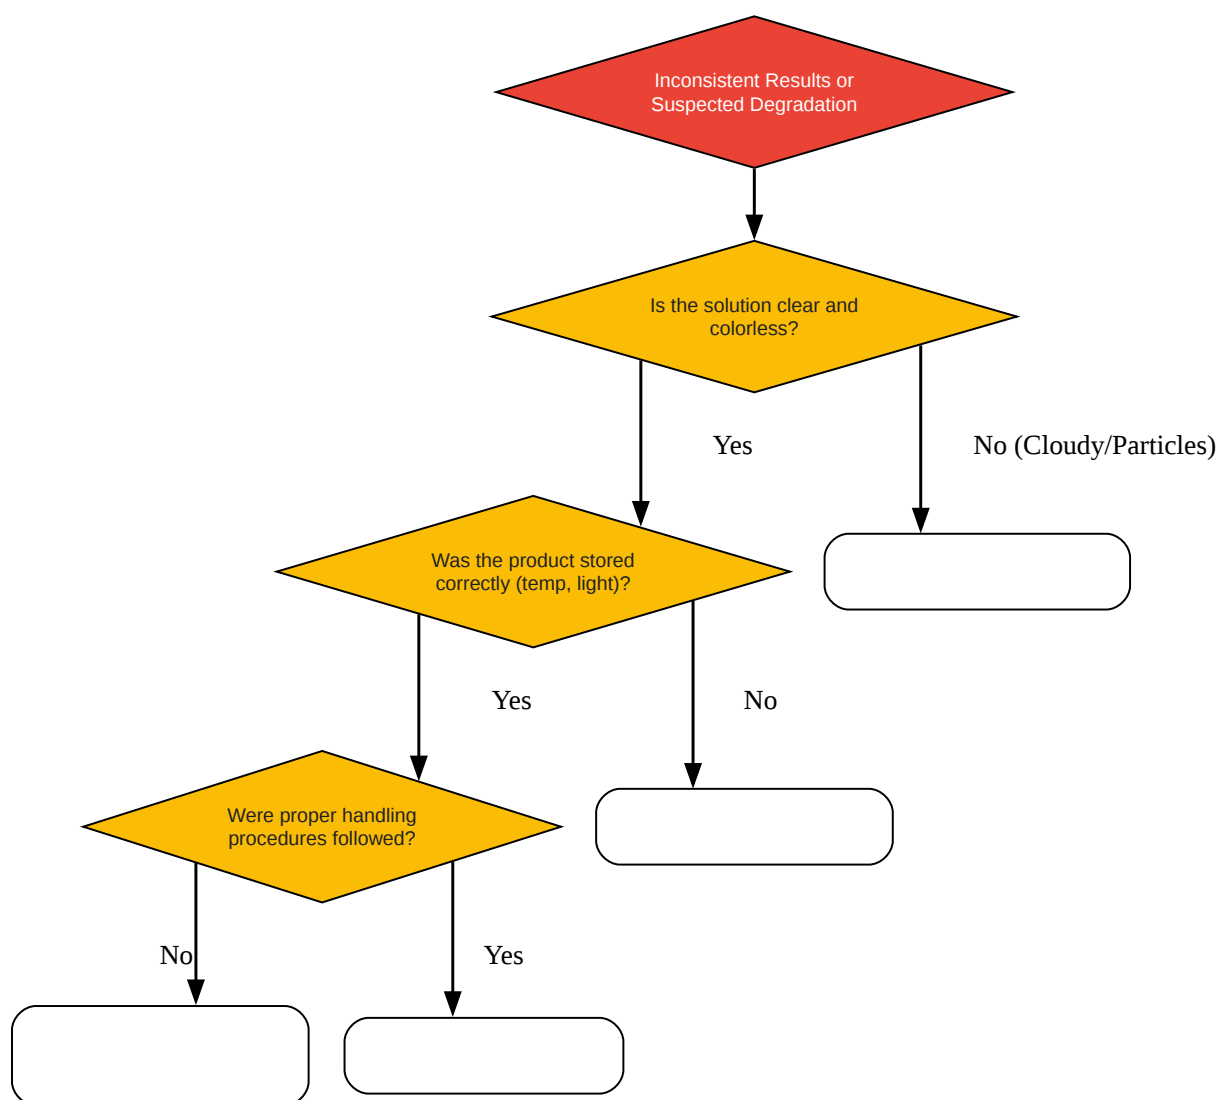 Inconsistent Results or
Suspected Degradation
Is the solution clear and
colorless?
Yes
No (Cloudy/Particles)
Was the product stored
correctly (temp, light)?
Yes
No
Were proper handling
procedures followed?
No
Yes